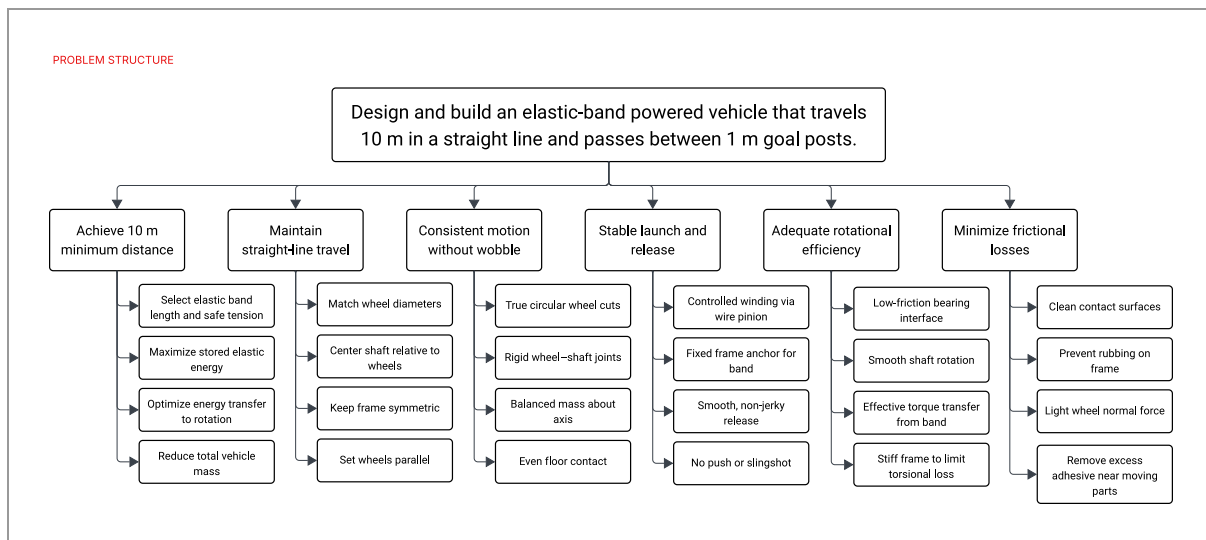 PROBLEM STRUCTURE
Design and build an elastic-band powered vehicle that travels
10 m in a straight line and passes between 1 m goal posts.
Achieve 10 m
minimum distance
Select elastic band
length and safe tension
Maximize stored elastic
energy
Optimize energy transfer
to rotation
Reduce total vehicle
mass
Maintain
straight-line travel
Match wheel diameters
Center shaft relative to
wheels
Keep frame symmetric
Set wheels parallel
Consistent motion
without wobble
True circular wheel cuts
Rigid wheel–shaft joints
Balanced mass about
axis
Even floor contact
Stable launch and
release
Controlled winding via
wire pinion
Fixed frame anchor for
band
Smooth, non-jerky
release
No push or slingshot
Adequate rotational
efficiency
Low-friction bearing
interface
Smooth shaft rotation
Effective torque transfer
from band
Stiff frame to limit
torsional loss
Minimize frictional
losses
Clean contact surfaces
Prevent rubbing on
frame
Light wheel normal
force
Remove excess
adhesive near moving
parts